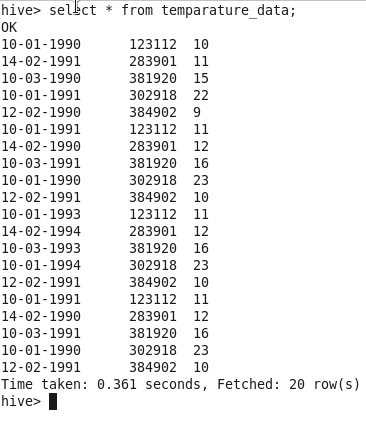 hive> select * from temparature_data;
OK
10-01-1990 123112 10
14-02-1991 283901 11
10-03-1990 381920 15
10-01-1991 302918 22
12-02-1990 384902 9
10-01-1991 123112 11
14-02-1990 283901 12
10-03-1991 381920 16
10-01-1990 302918 23
12-02-1991 384902 10
10-01-1993 123112 11
14-02-1994 283901 12
10-03-1993 381920 16
10-01-1994 302918 23
12-02-1991 384902 10
10-01-1991 123112 11
14-02-1990 283901 12
10-03-1991 381920 16
10-01-1990 302918 23
12-02-1991 384902 10
Time taken: 0.361 seconds, Fetched: 20 row(s)
hive>